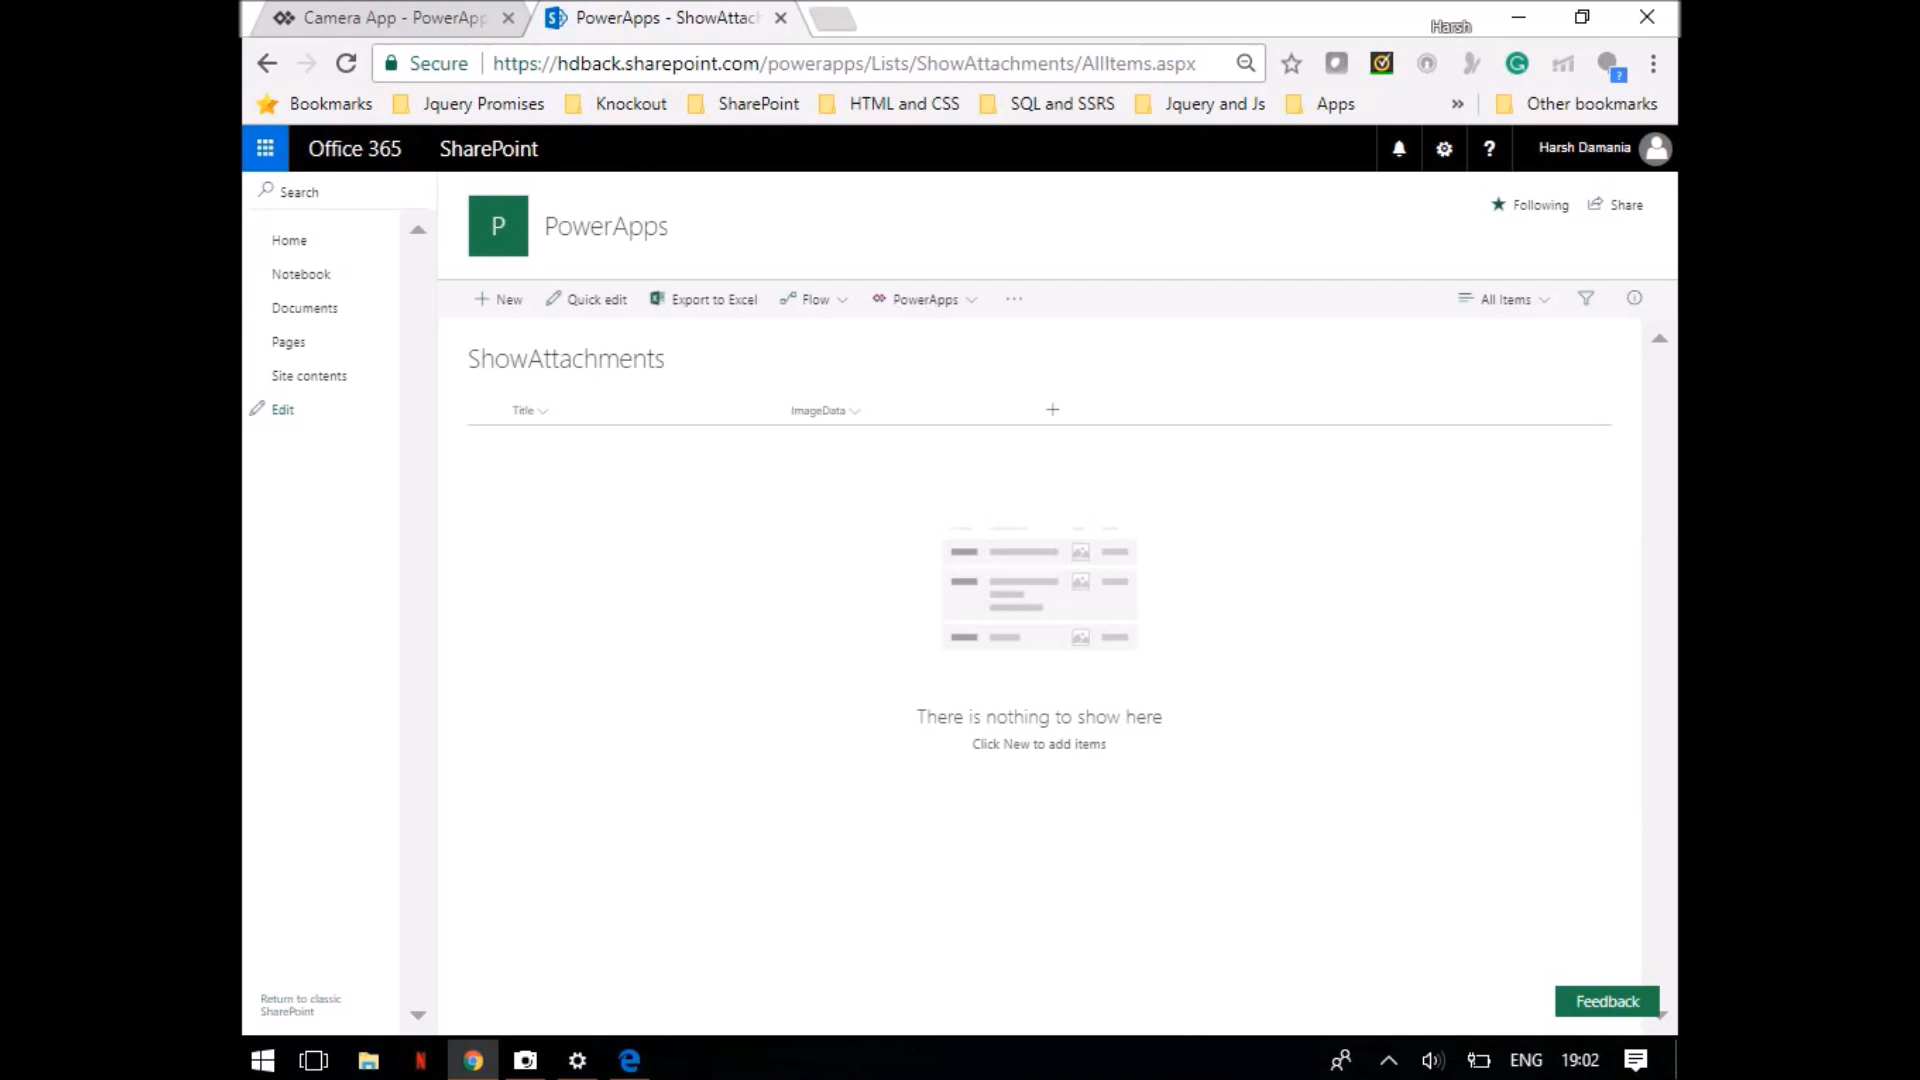 Camera App - PowerApp
PowerApps - ShowAttach
Harsh
Secure
https://hdback.sharepoint.com/powerapps/Lists/ShowAttachments/AllItems.aspx
Bookmarks
Jquery Promises
Knockout
SharePoint
HTML and CSS
SQL and SSRS
Jquery and Js
Apps
»
Other bookmarks
Office 365
SharePoint
?
Harsh Damania
Search
Home
Notebook
Documents
Pages
Site contents
Edit
Return to classic
SharePoint
P
PowerApps
Following
Share
New
Quick edit
Export to Excel
Flow
PowerApps
...
All Items
ShowAttachments
Title
ImageData
There is nothing to show here
Click New to add items
Feedback
ENG
19:02